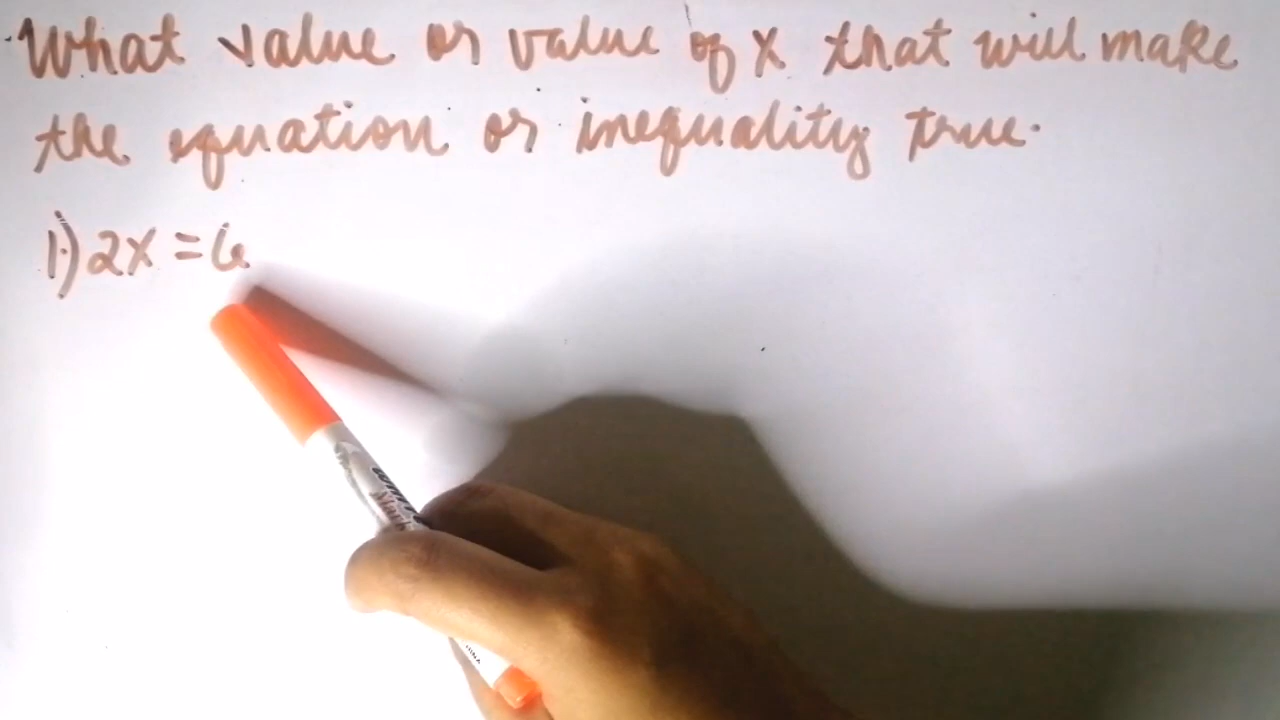 What value or value of x that will make
the equation or inequality true.
1.) 2x = 6